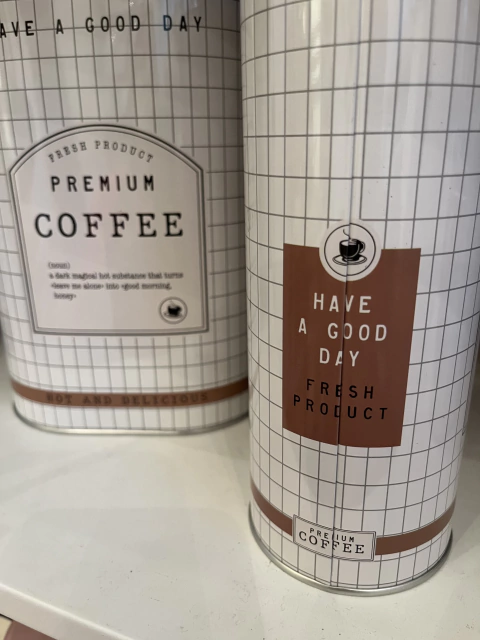 AVE A GOOD DAY
FRESH PRODUCT
PREMIUM
COFFEE
(noun)
a dark magical hot substance that turns
«leave me alone» into «good morning,
honey»
HOT AND DELICIOUS
HAVE
A GOOD
DAY
FRESH
PRODUCT
PREMIUM
COFFEE